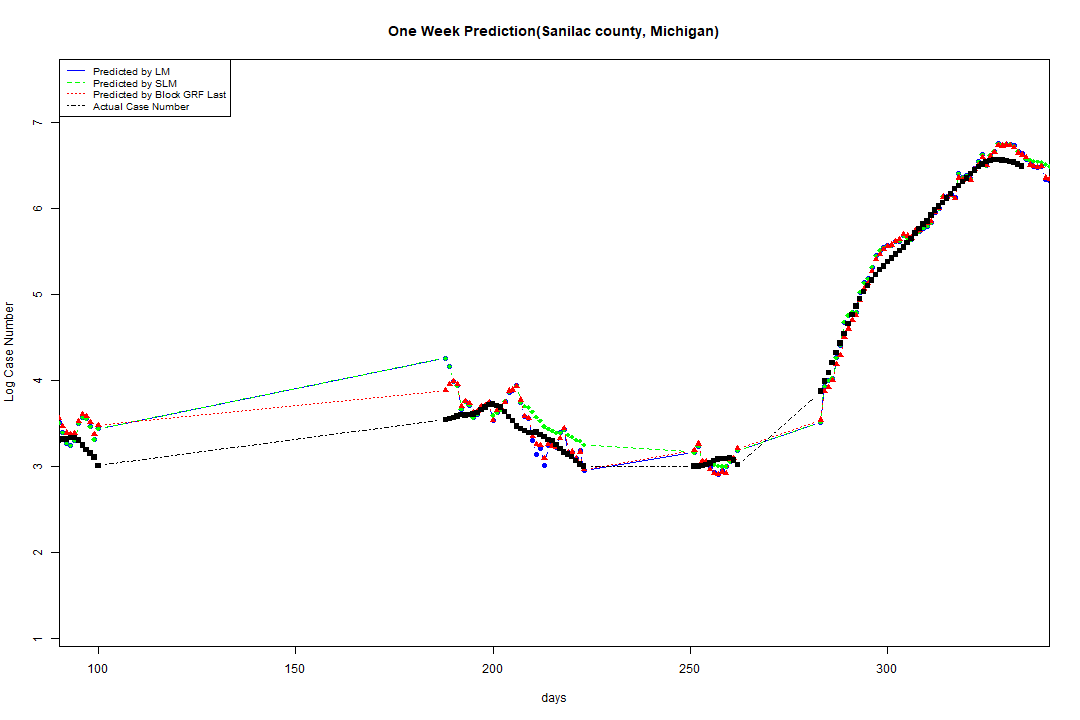 One Week Prediction(Sanilac county, Michigan)
Predicted by LM
Predicted by SLM
Predicted by Block GRF Last
Actual Case Number
Log Case Number
7
6
5
4
3
2
1
100 150 200 250 300
days